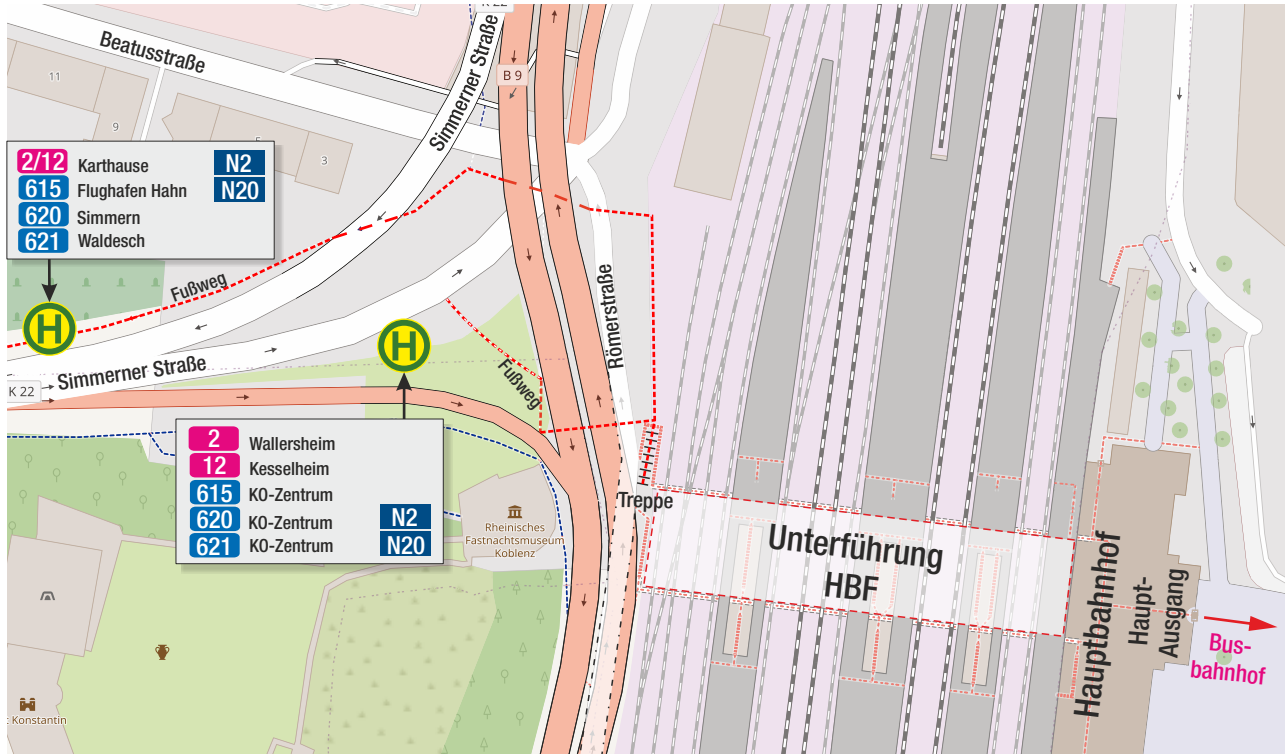 K 22
Beatusstraße
Simmerner Straße
B 9
11
9
5
3
2/12 Karthause N2
615 Flughafen Hahn N20
620 Simmern
621 Waldesch
Fußweg
H
H
Römerstraße
Simmerner Straße
K 22
Fußweg
2 Wallersheim
12 Kesselheim
615 KO-Zentrum
620 KO-Zentrum N2
621 KO-Zentrum N20
Treppe
Rheinisches
Fastnachtsmuseum
Koblenz
Unterführung
HBF
Hauptbahnhof
Haupt-
Ausgang
Bus-
bahnhof
Konstantin